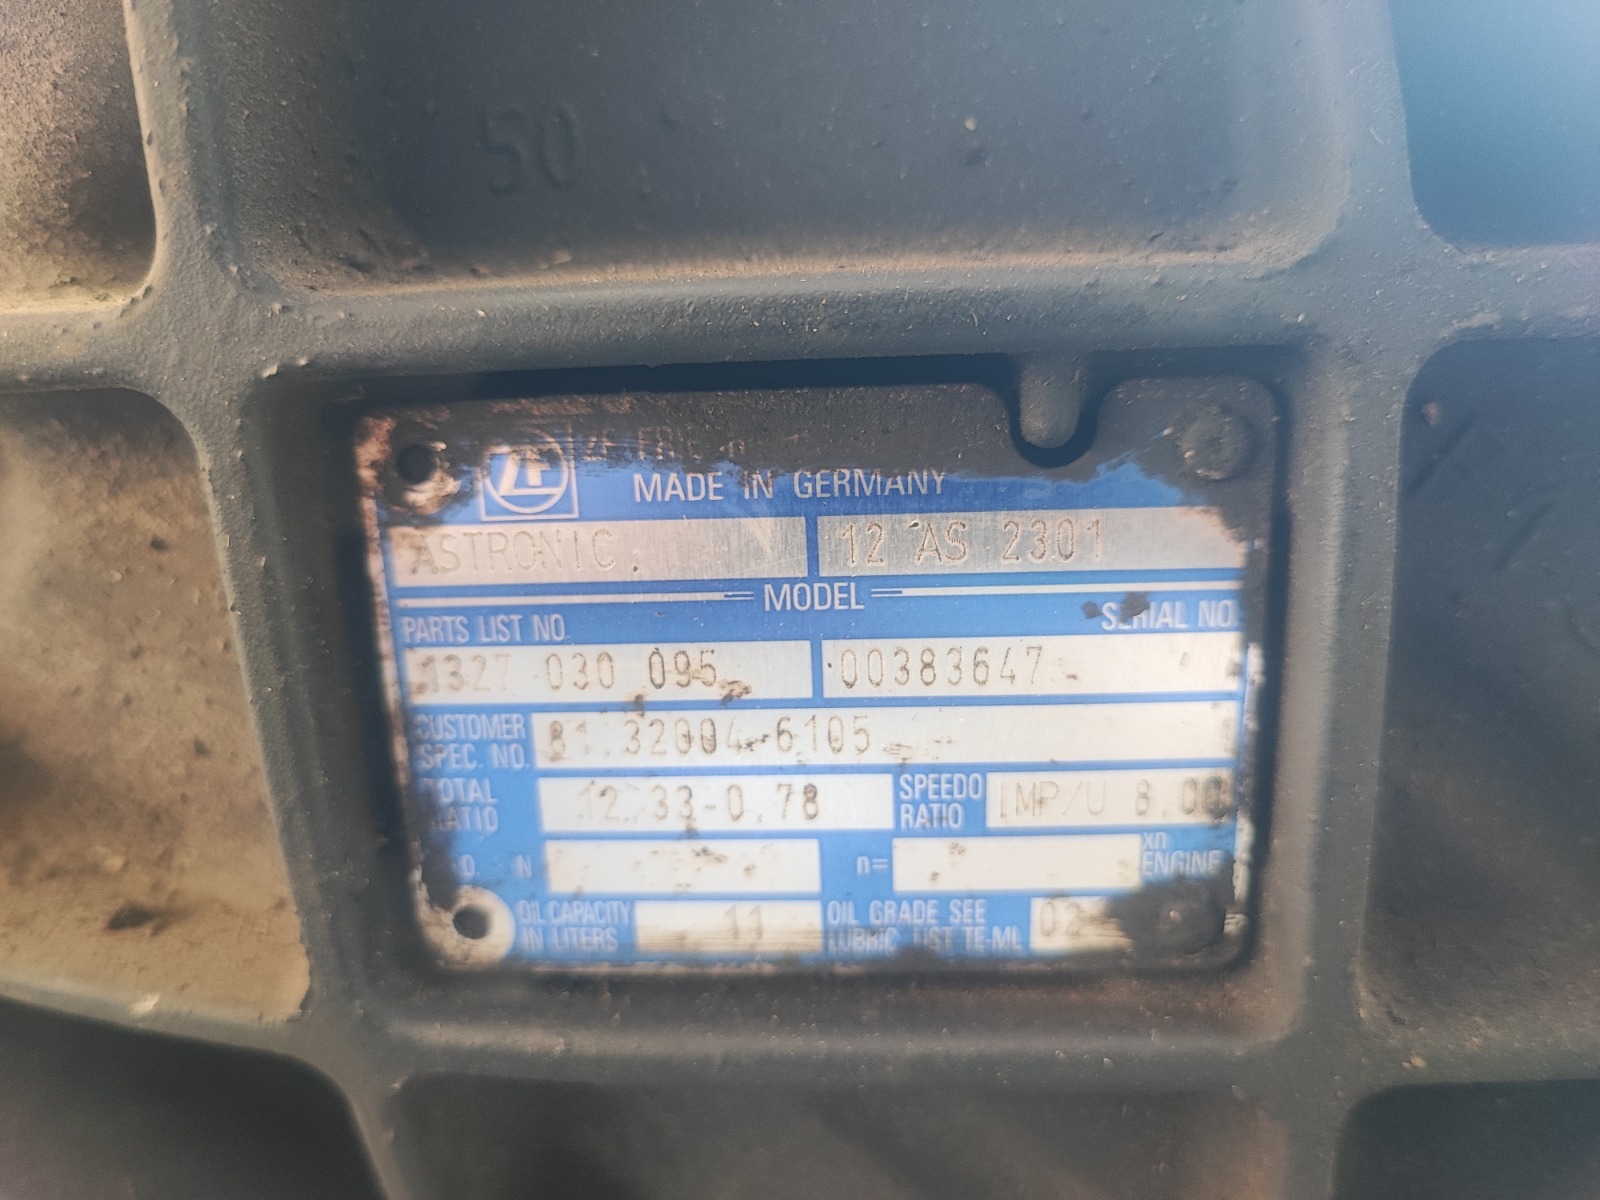 50
ZF
MADE IN GERMANY
ASTRONIC 12 AS 2301
MODEL
PARTS LIST NO. SERIAL NO.
1327 030 095 00383647
CUSTOMER SPEC. NO. 81.32004-6105
TOTAL RATIO 12.33-0.78 SPEEDO RATIO IMP/U 8.00
N n= xn ENGINE
OIL CAPACITY IN LITERS 11 OIL GRADE SEE LUBRIC. LIST TE-ML 02